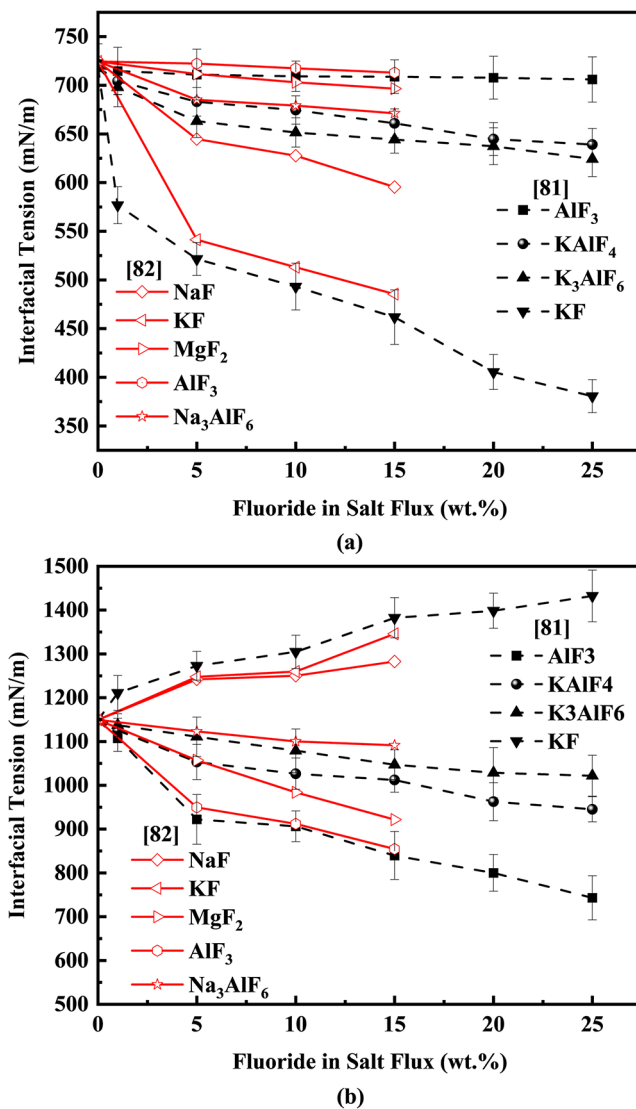 750
700
650
600
550
500
450
400
350
Interfacial Tension (mN/m)
[81]
AlF3
KAlF4
K3AlF6
KF
[82]
NaF
KF
MgF2
AlF3
Na3AlF6
0 5 10 15 20 25
Fluoride in Salt Flux (wt.%)
(a)
1500
1400
1300
1200
1100
1000
900
800
700
600
500
Interfacial Tension (mN/m)
[81]
AlF3
KAlF4
K3AlF6
KF
[82]
NaF
KF
MgF2
AlF3
Na3AlF6
0 5 10 15 20 25
Fluoride in Salt Flux (wt.%)
(b)